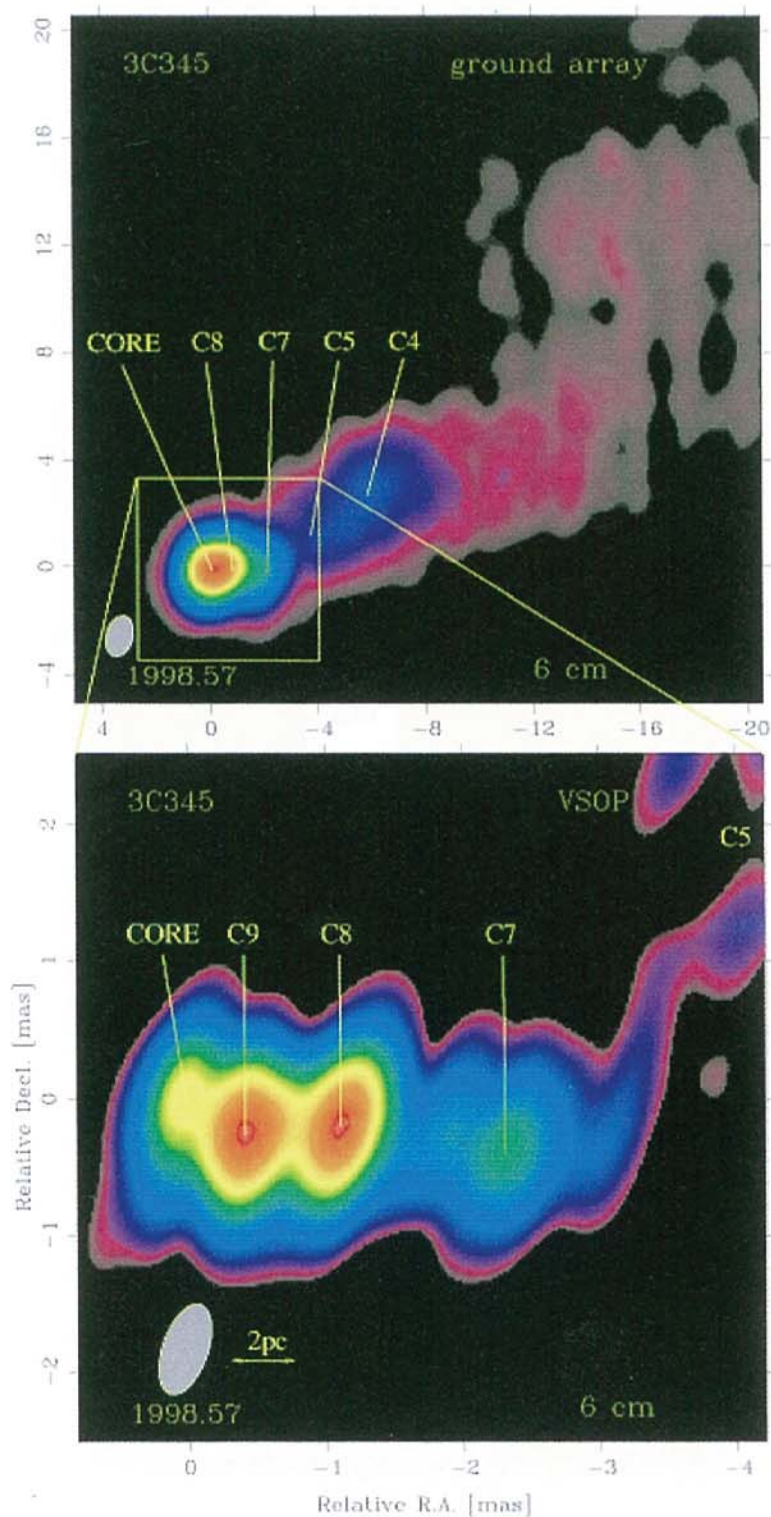 20
3C345 ground array
16
12
CORE C8 C7 C5 C4
8
4
0
-4
1998.57 6 cm
4 0 -4 -8 -12 -16 -20
3C345 VSOP
2
C5
CORE C9 C8 C7
1
0
-1
2pc
-2
1998.57 6 cm
0 -1 -2 -3 -4
Relative Decl. [mas]
Relative R.A. [mas]